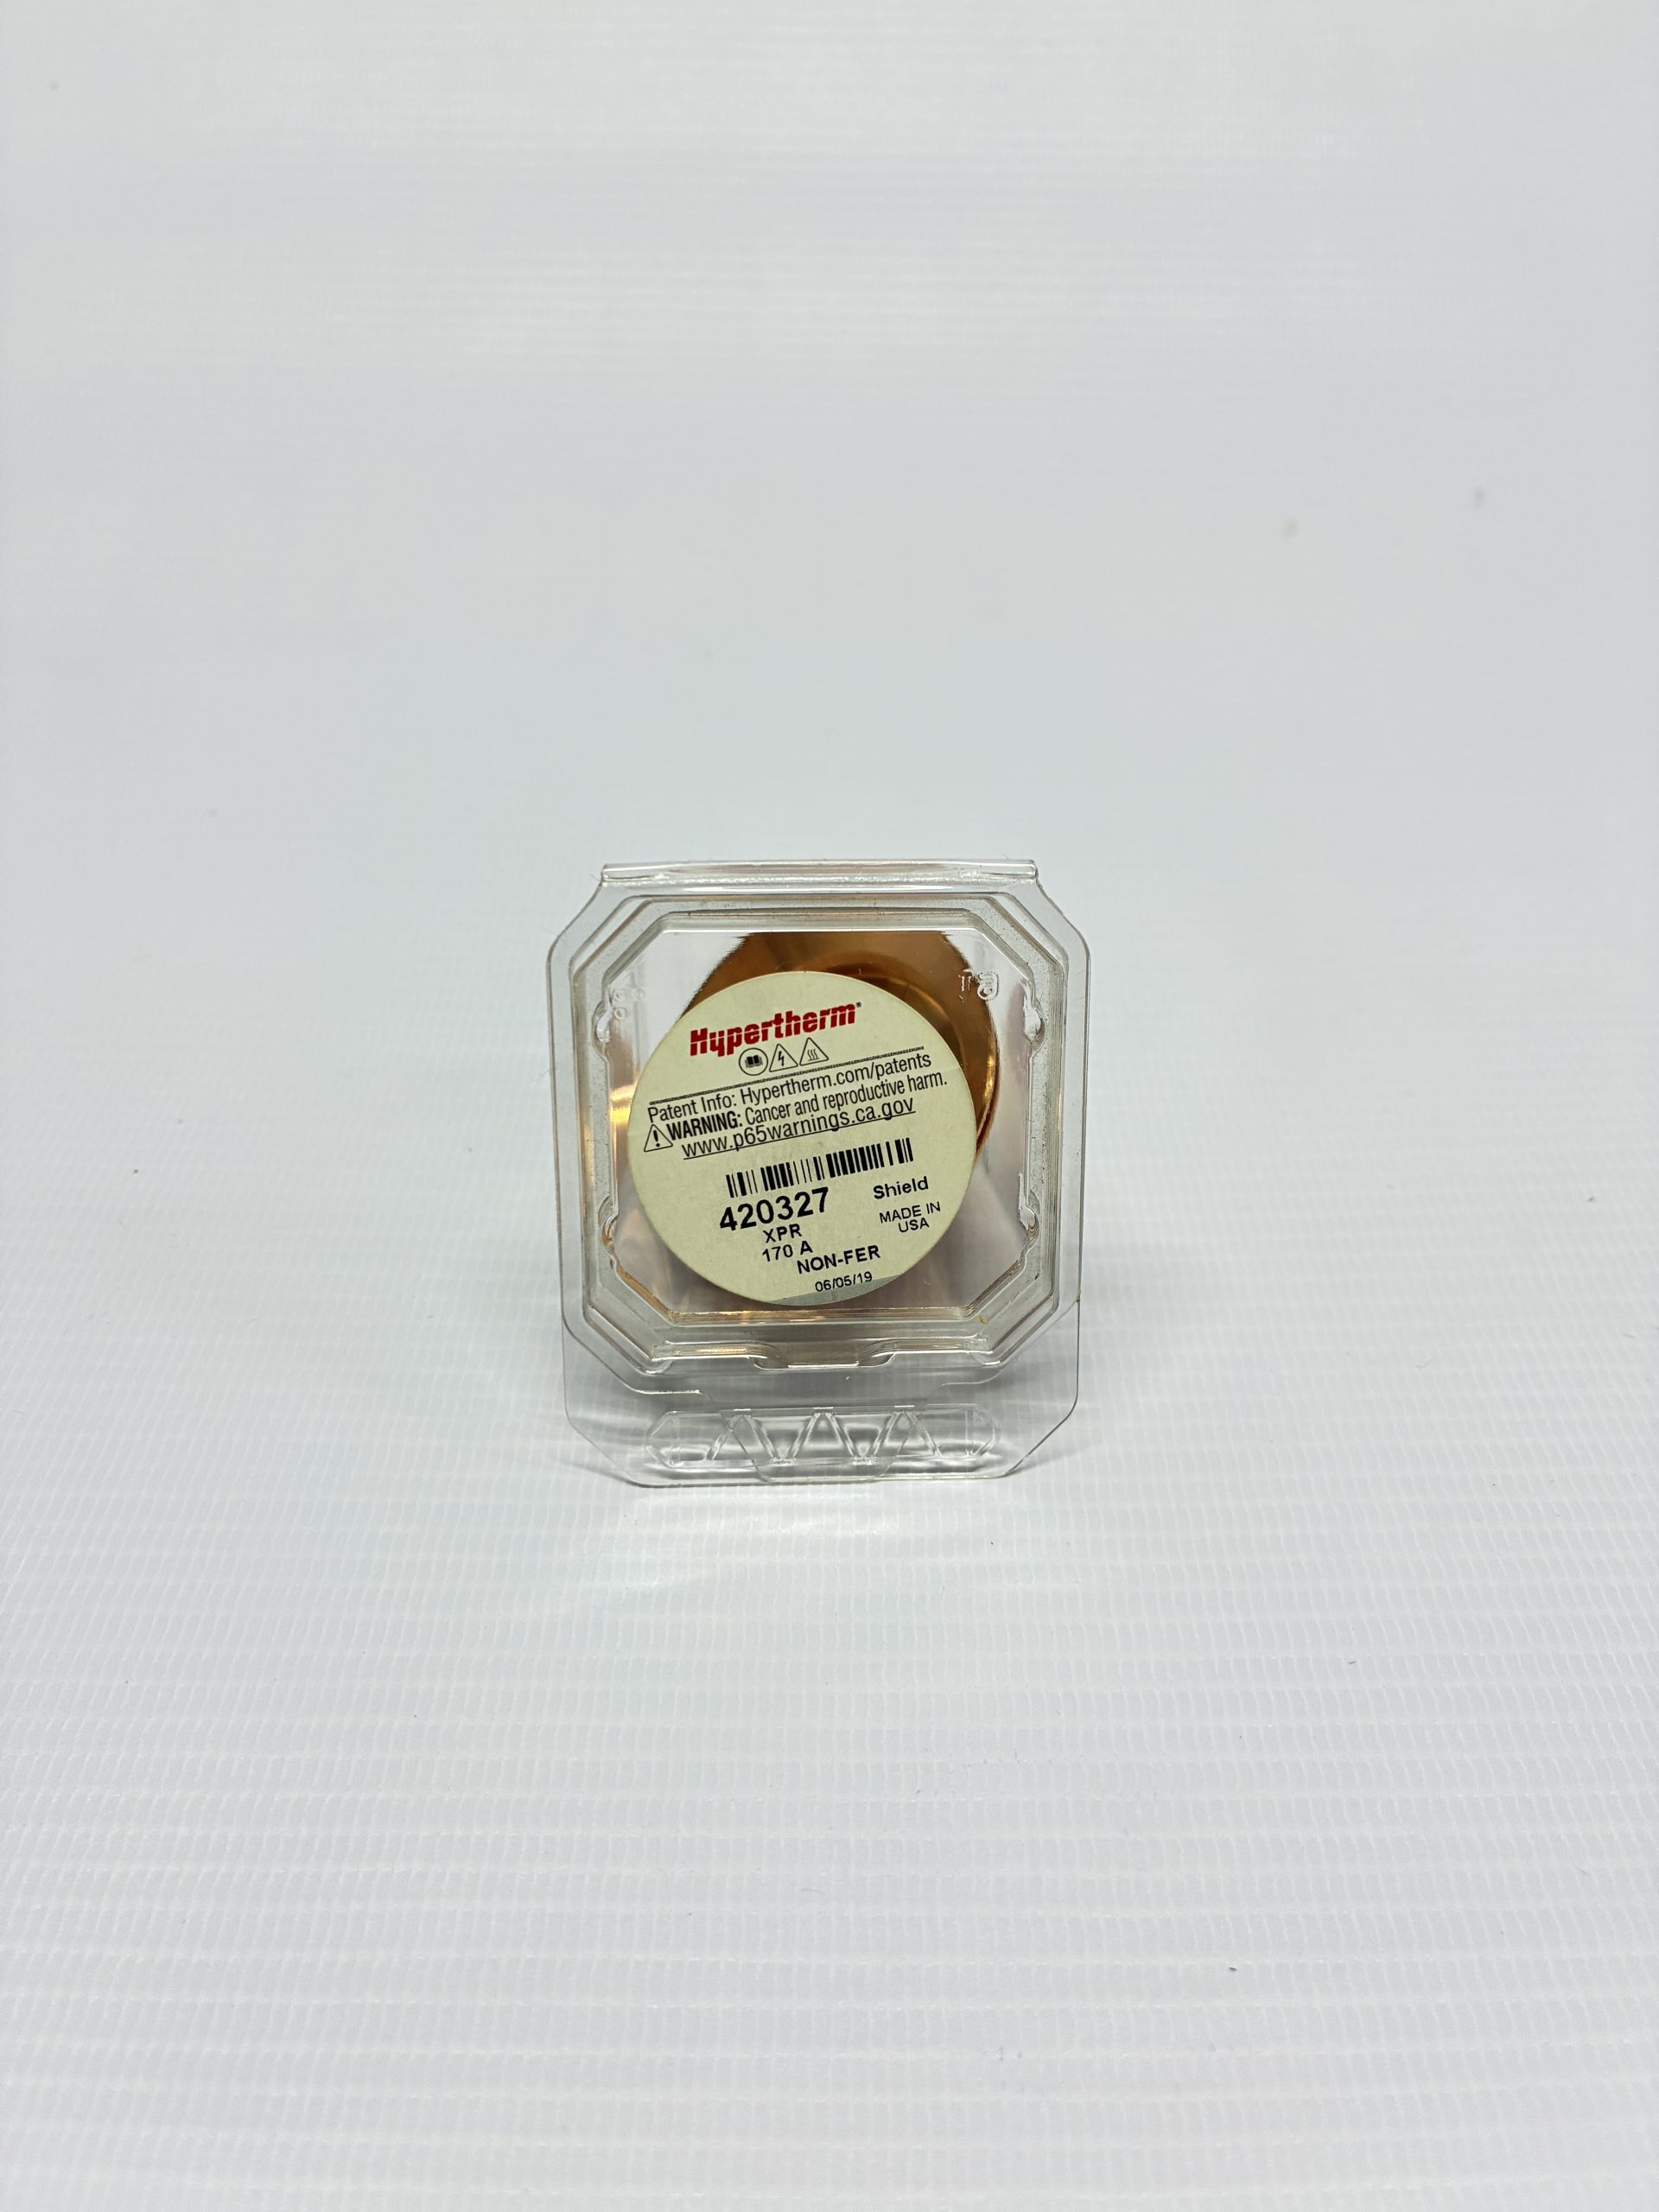 Hypertherm®
Patent Info: Hypertherm.com/patents
WARNING: Cancer and reproductive harm.
www.p65warnings.ca.gov
420327
Shield
XPR
MADE IN
USA
170 A
NON-FER
06/05/19